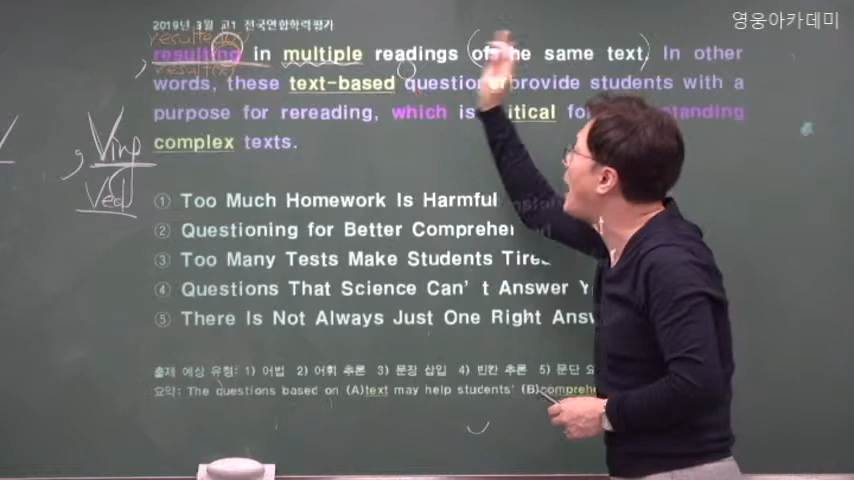 영웅아카데미
2019년 3월 고1 전국연합학력평가
resulting in multiple readings of the same text. In other
words, these text-based questions provide students with a
purpose for rereading, which is critical for understanding
complex texts.
, Ving
Ved
① Too Much Homework Is Harmful
② Questioning for Better Comprehen
③ Too Many Tests Make Students Tired
④ Questions That Science Can't Answer Y
⑤ There Is Not Always Just One Right Answ
출제 예상 유형: 1) 어법 2) 어휘 추론 3) 문장 삽입 4) 빈칸 추론 5) 문단 요
요약: The questions based on (A)text may help students' (B)comprehe